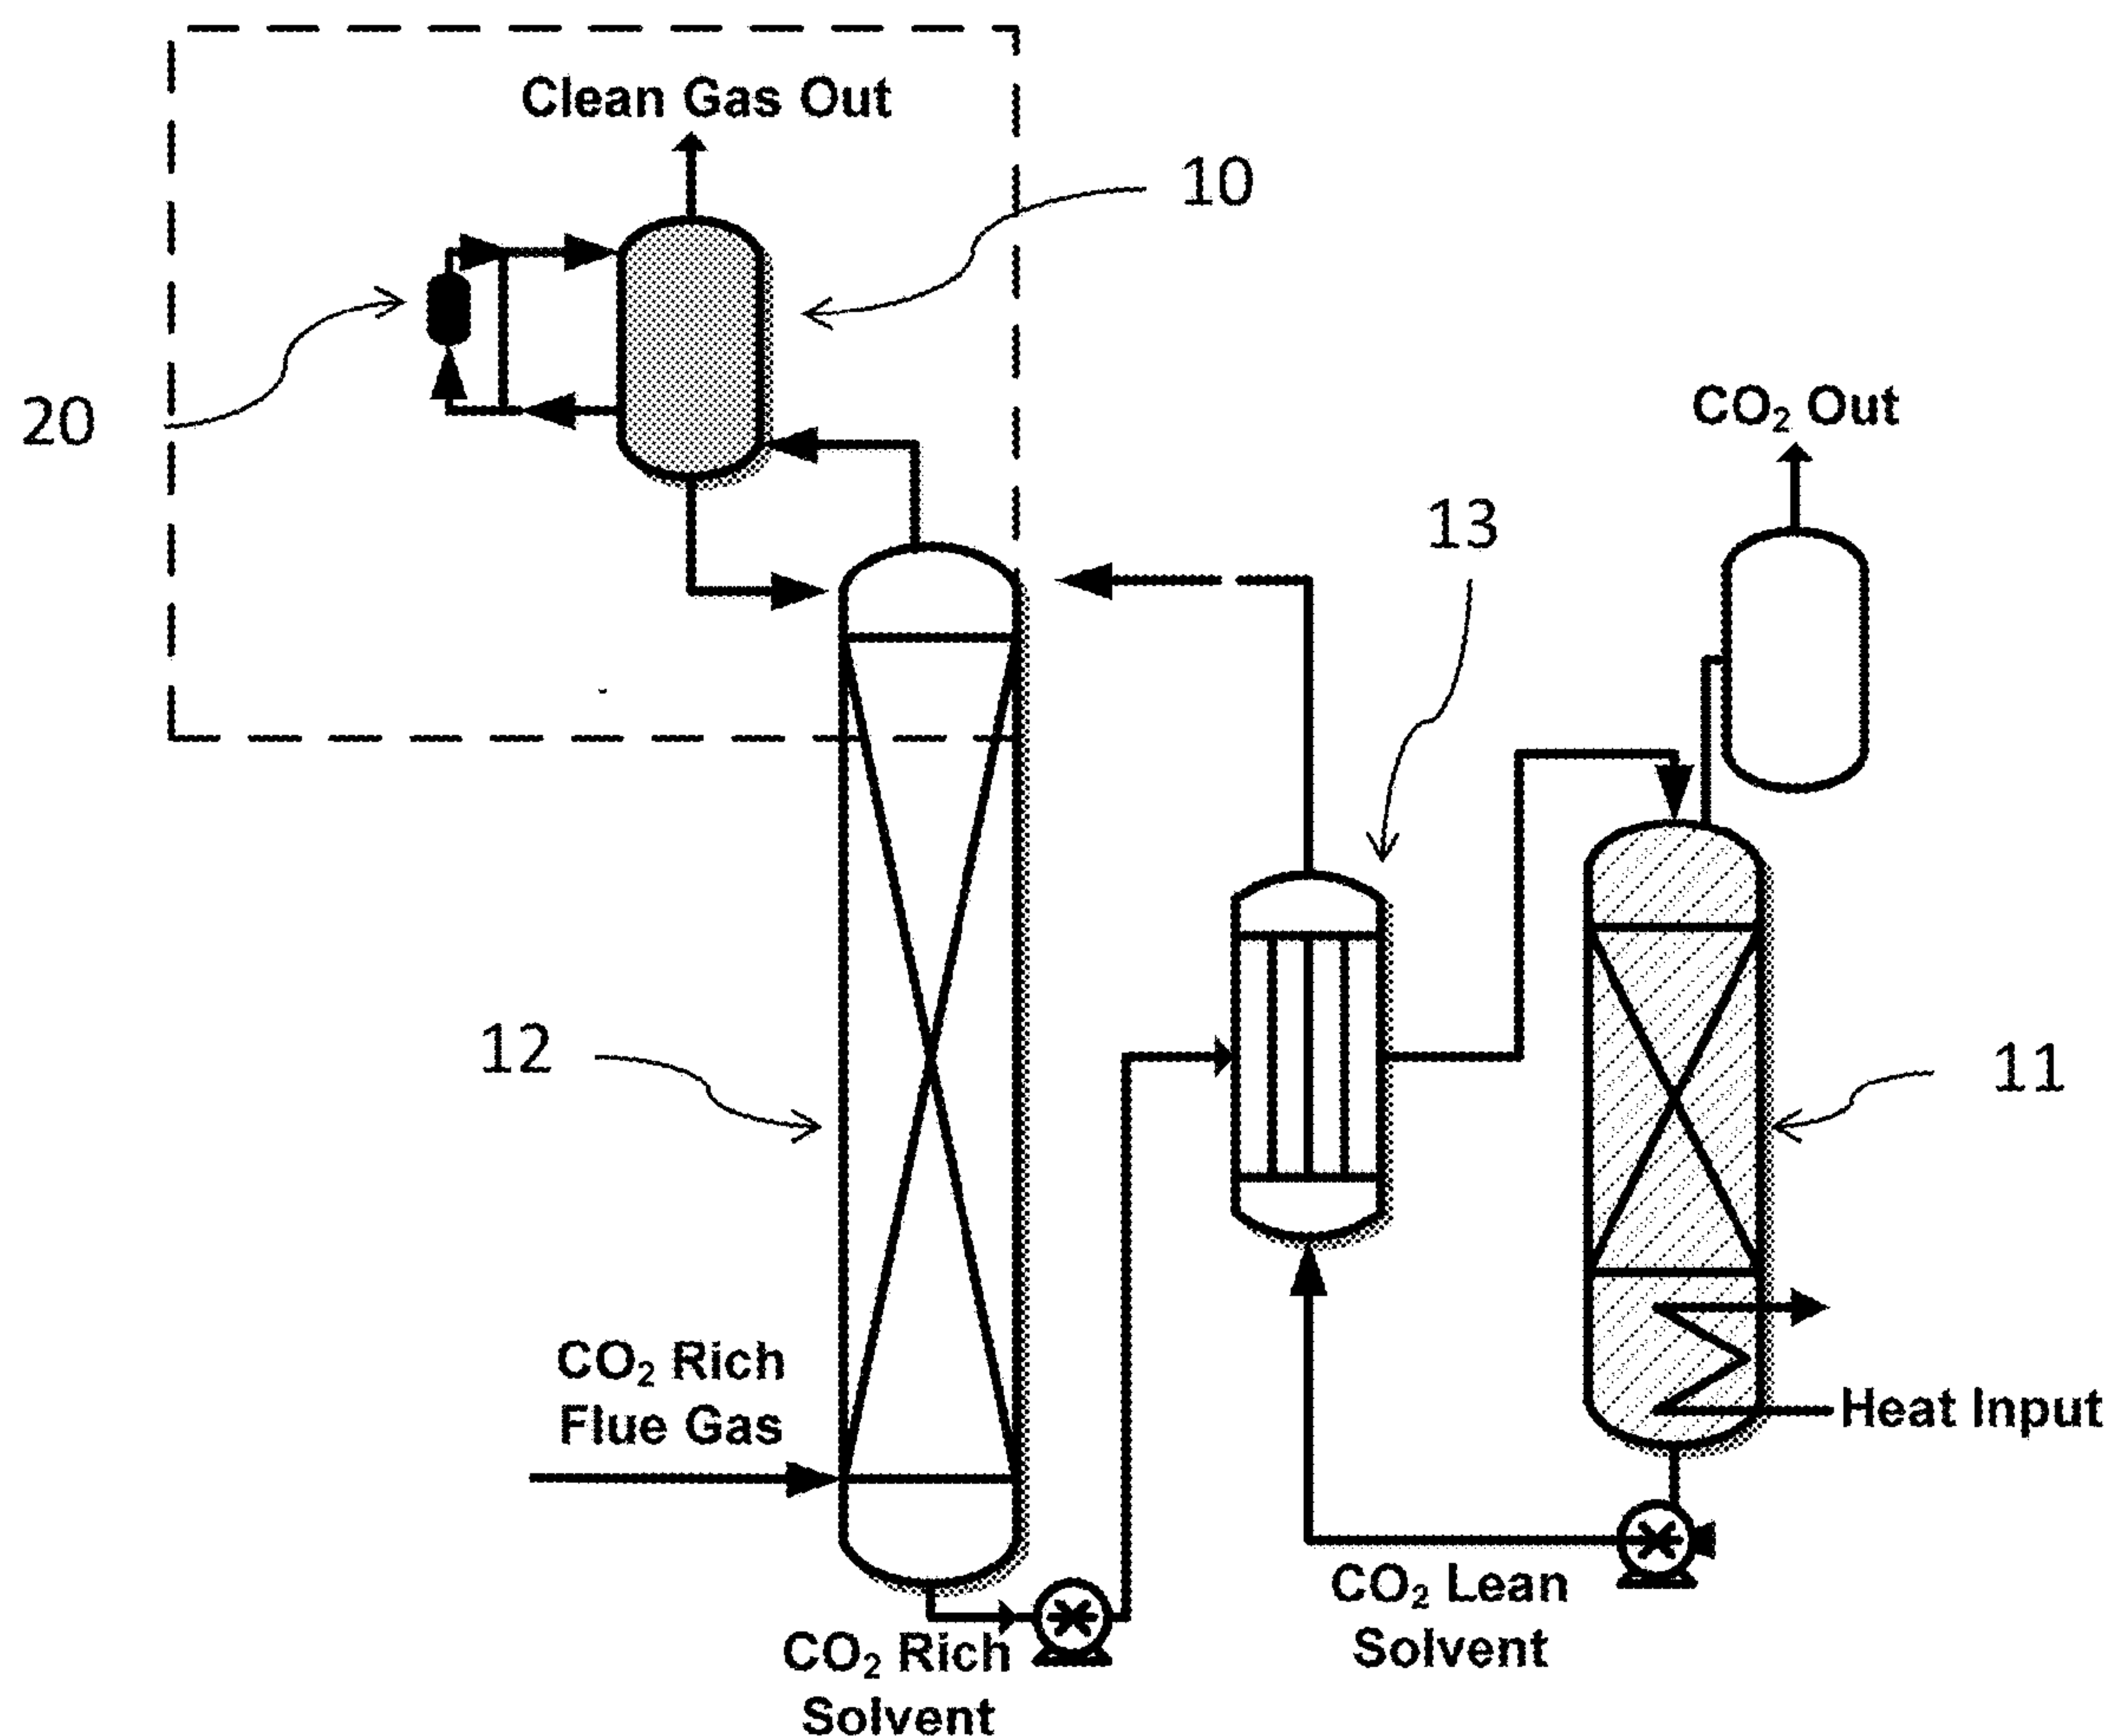 Clean Gas Out
10
20
CO₂ Out
13
12
11
CO₂ Rich
Flue Gas
Heat Input
CO₂ Lean
Solvent
CO₂ Rich
Solvent